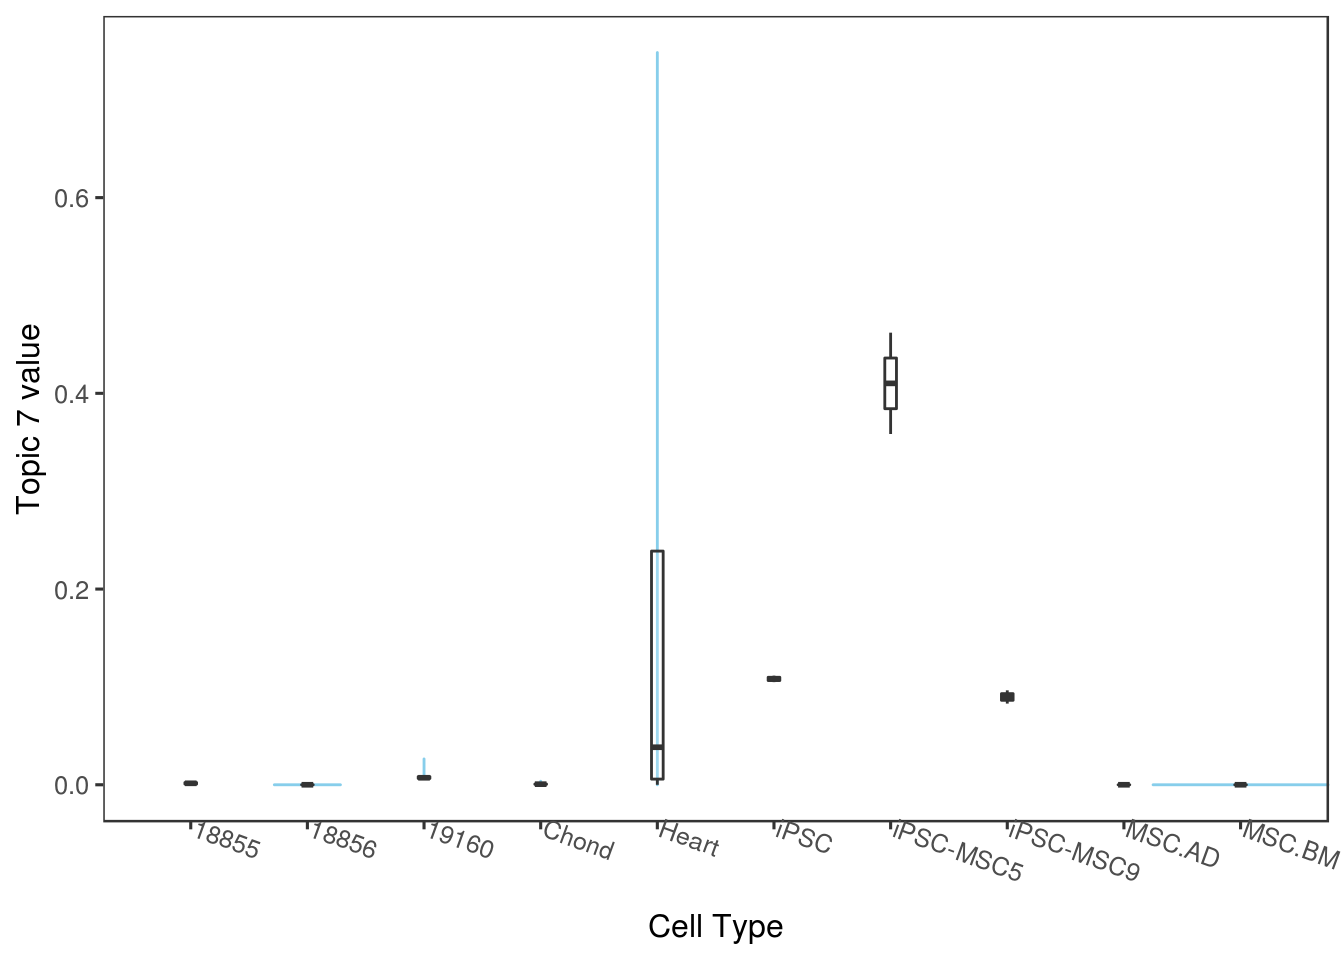 Topic 7 value
0.6
0.4
0.2
0.0
18855 18856 19160 Chond Heart iPSC iPSC-MSC5 iPSC-MSC9 MSC.AD MSC.BM
Cell Type